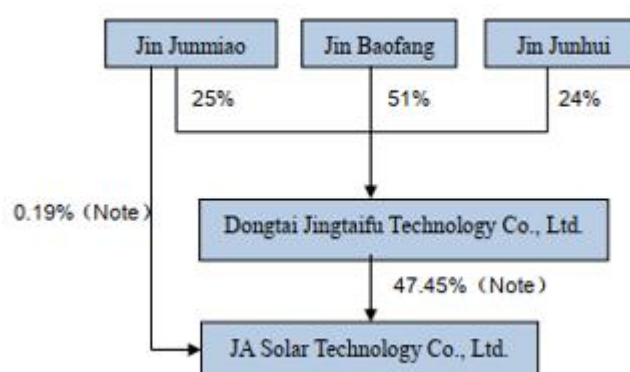 Jin Junmiao
Jin Baofang
Jin Junhui
25%
51%
24%
0.19%（Note）
Dongtai Jingtaifu Technology Co., Ltd.
47.45%（Note）
JA Solar Technology Co., Ltd.